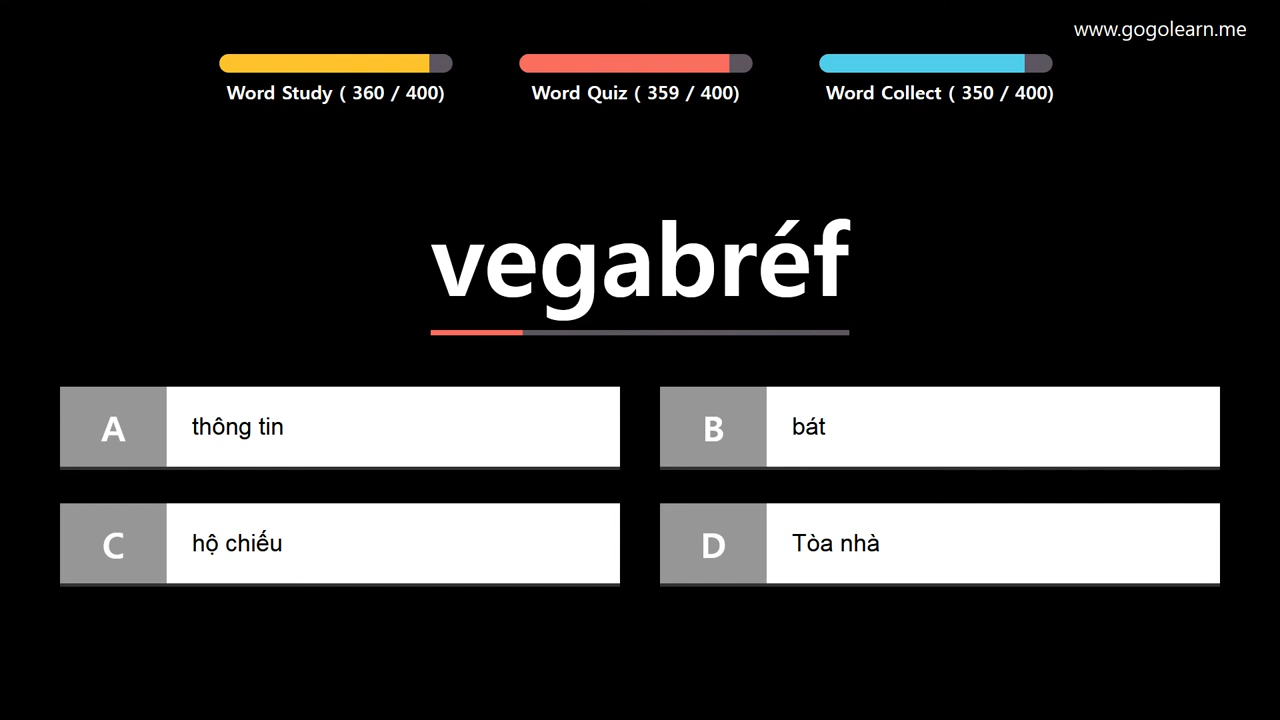 www.gogolearn.me
Word Study ( 360 / 400)
Word Quiz ( 359 / 400)
Word Collect ( 350 / 400)
vegabréf
A thông tin
B bát
C hộ chiếu
D Tòa nhà